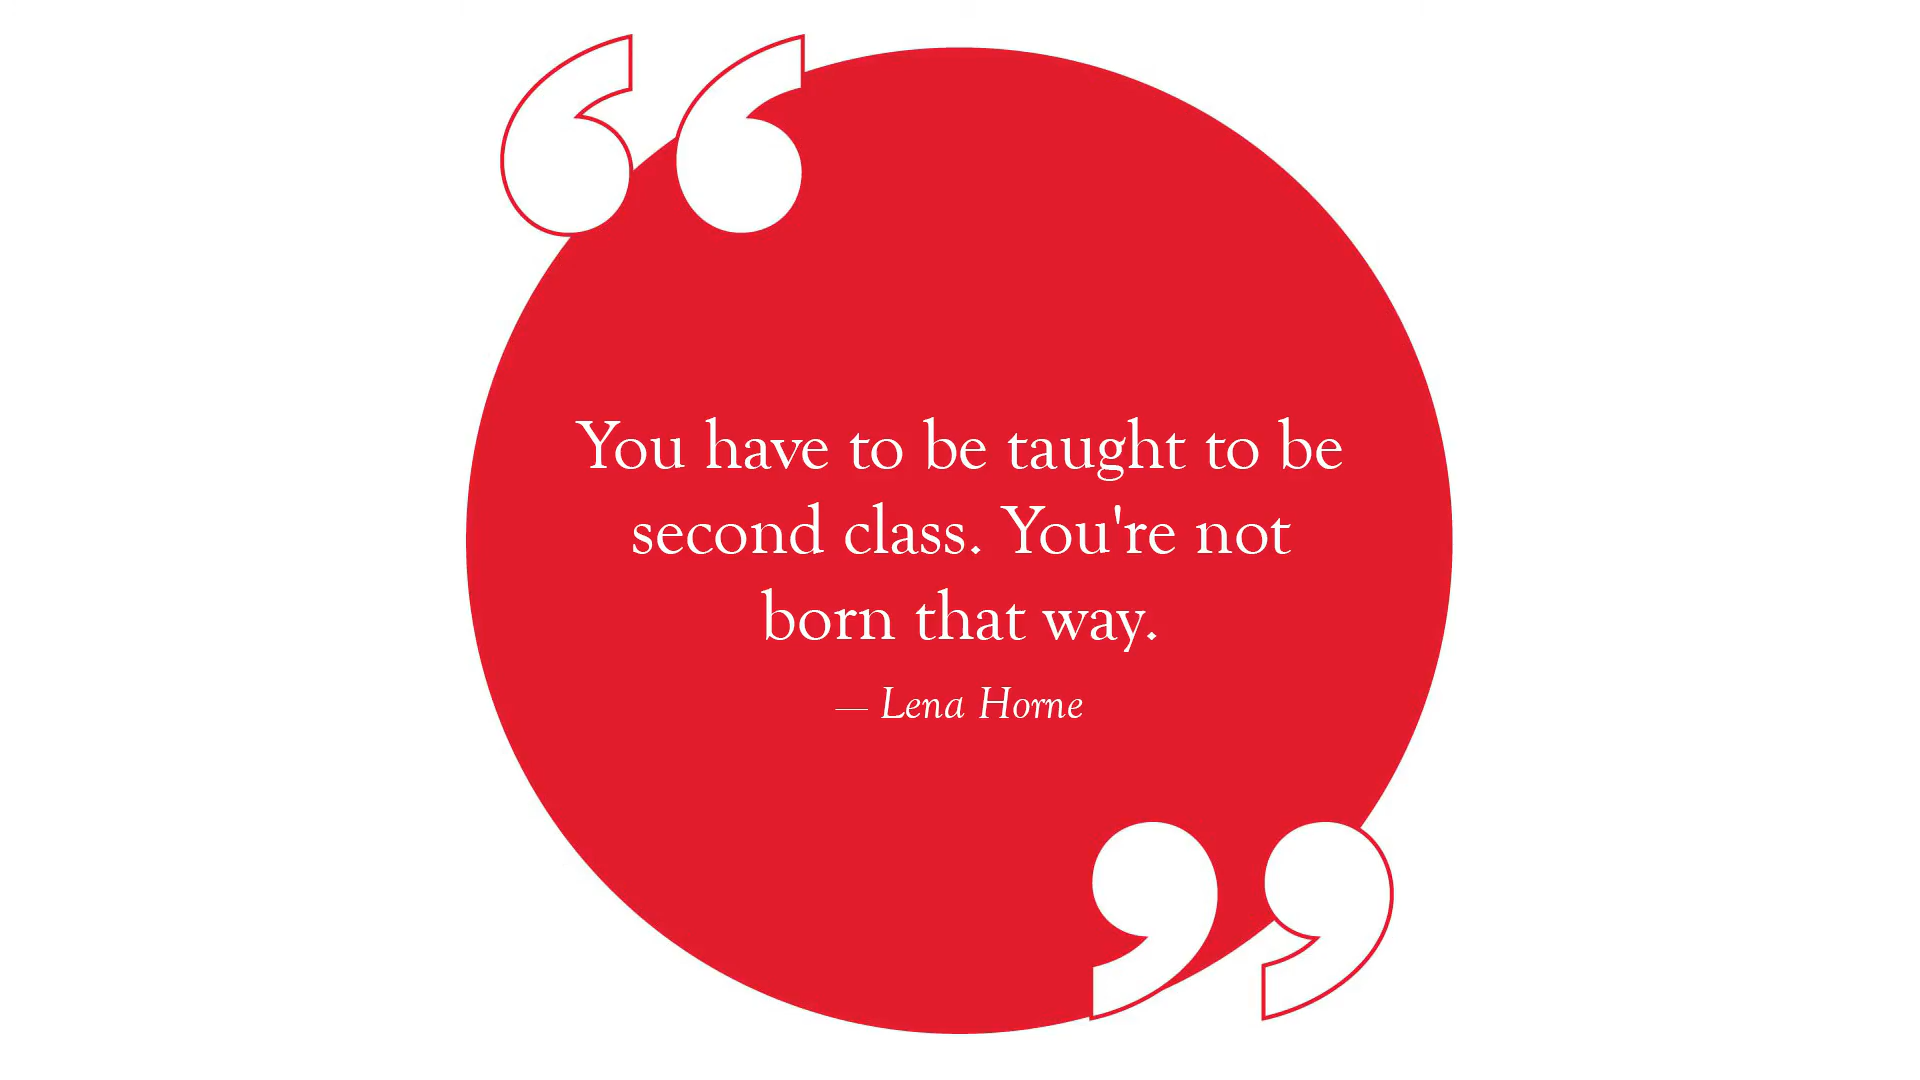 “
You have to be taught to be
second class. You're not
born that way.
— Lena Horne
”